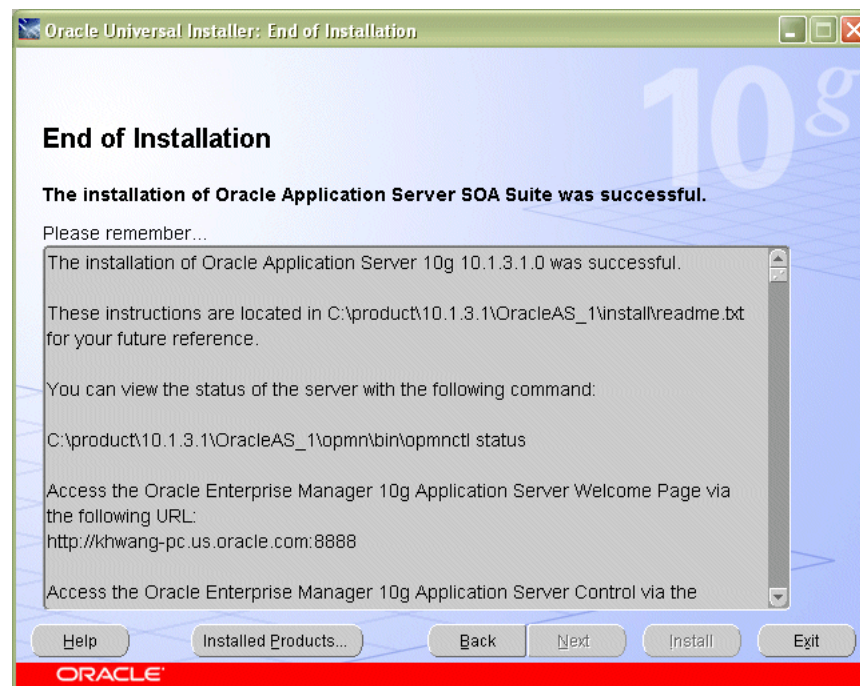 Oracle Universal Installer: End of Installation
10g
End of Installation
The installation of Oracle Application Server SOA Suite was successful.
Please remember...
The installation of Oracle Application Server 10g 10.1.3.1.0 was successful.
These instructions are located in C:\product\10.1.3.1\OracleAS_1\install\readme.txt
for your future reference.
You can view the status of the server with the following command:
C:\product\10.1.3.1\OracleAS_1\opmn\bin\opmnctl status
Access the Oracle Enterprise Manager 10g Application Server Welcome Page via
the following URL:
http://khwang-pc.us.oracle.com:8888
Access the Oracle Enterprise Manager 10g Application Server Control via the
Help Installed Products... Back Next Install Exit
ORACLE